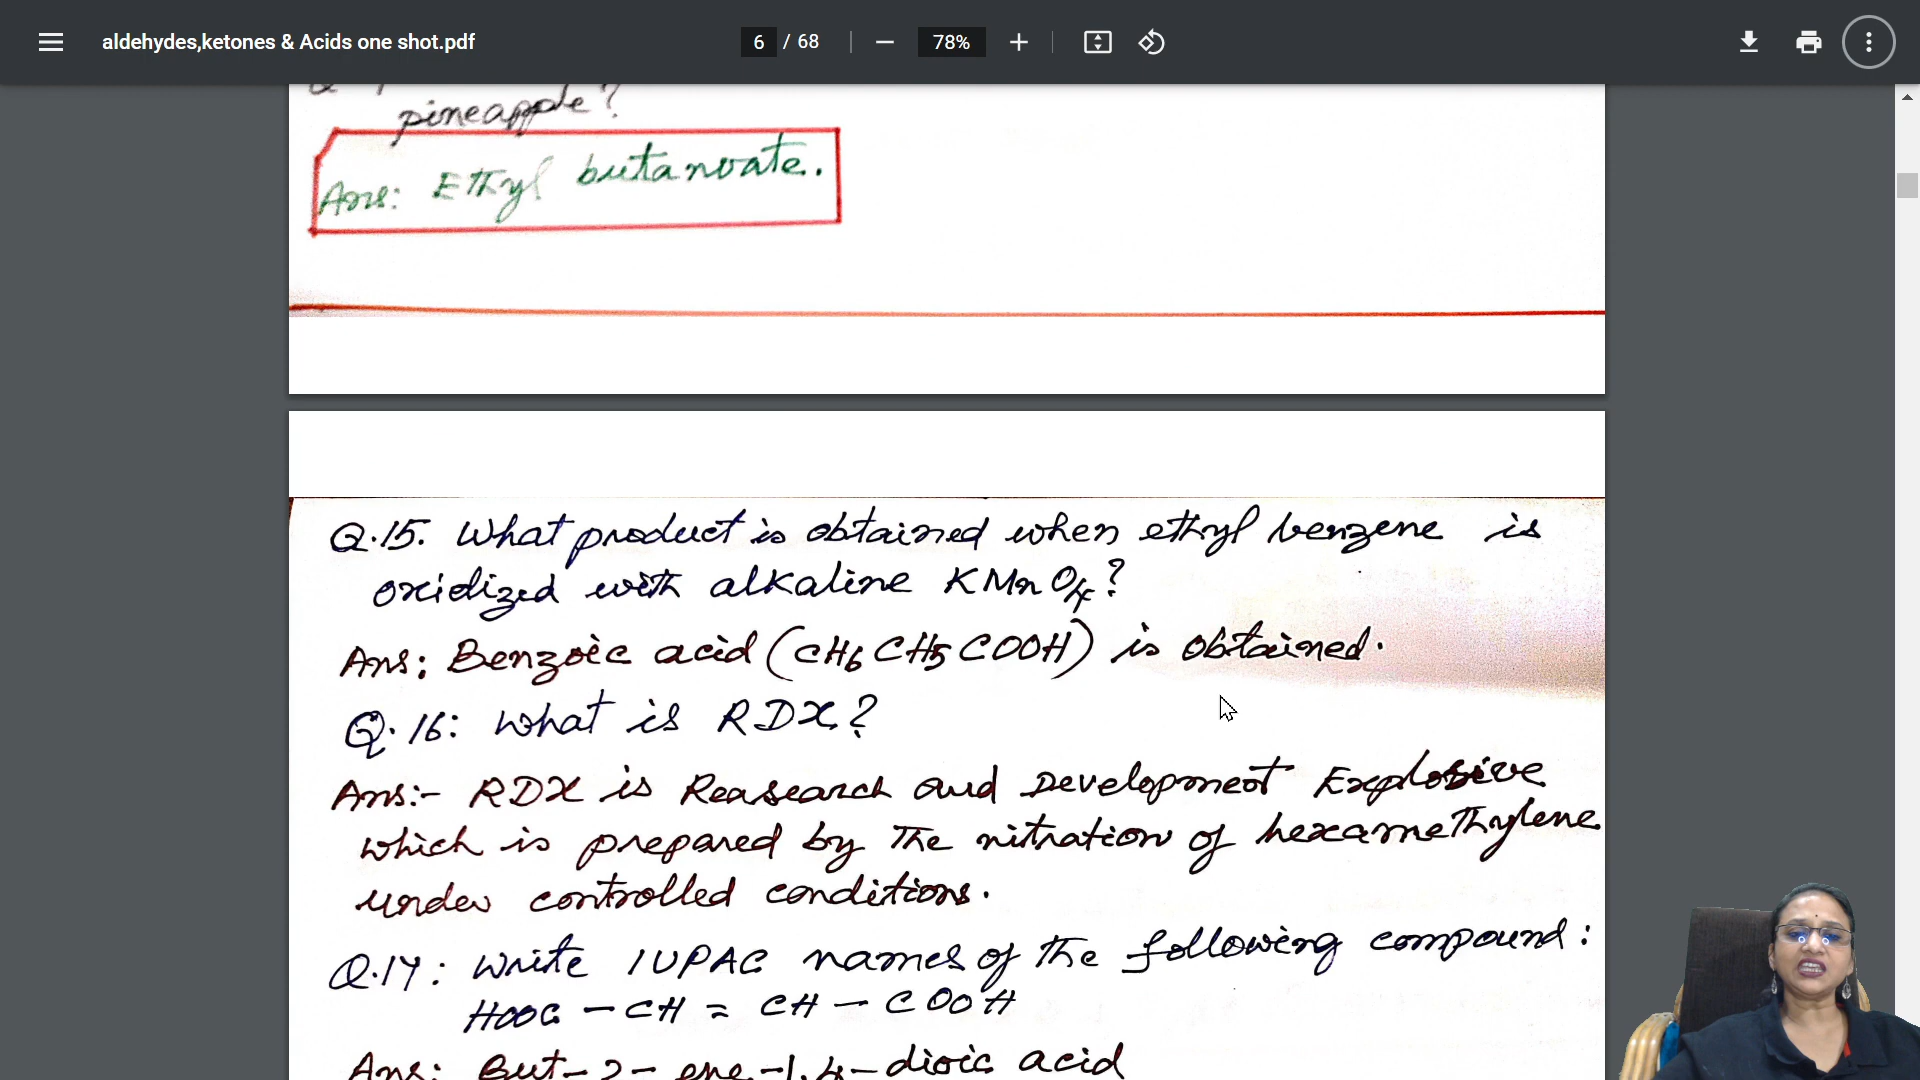 aldehydes,ketones & Acids one shot.pdf
6 / 68
78%
pineapple?
Ans: Ethyl butanoate.
Q.15. What product is obtained when ethyl benzene is
oxidized with alkaline KMnO4?
Ans: Benzoic acid (CH6CH5COOH) is obtained.
Q.16: What is RDX?
Ans:- RDX is Reasearch and Development Explosive
which is prepared by the nitration of hexamethylene
under controlled conditions.
Q.17: Write IUPAC names of the following compound:
HOOC - CH = CH - COOH
Ans: But-2-ene-1,4-dioic acid